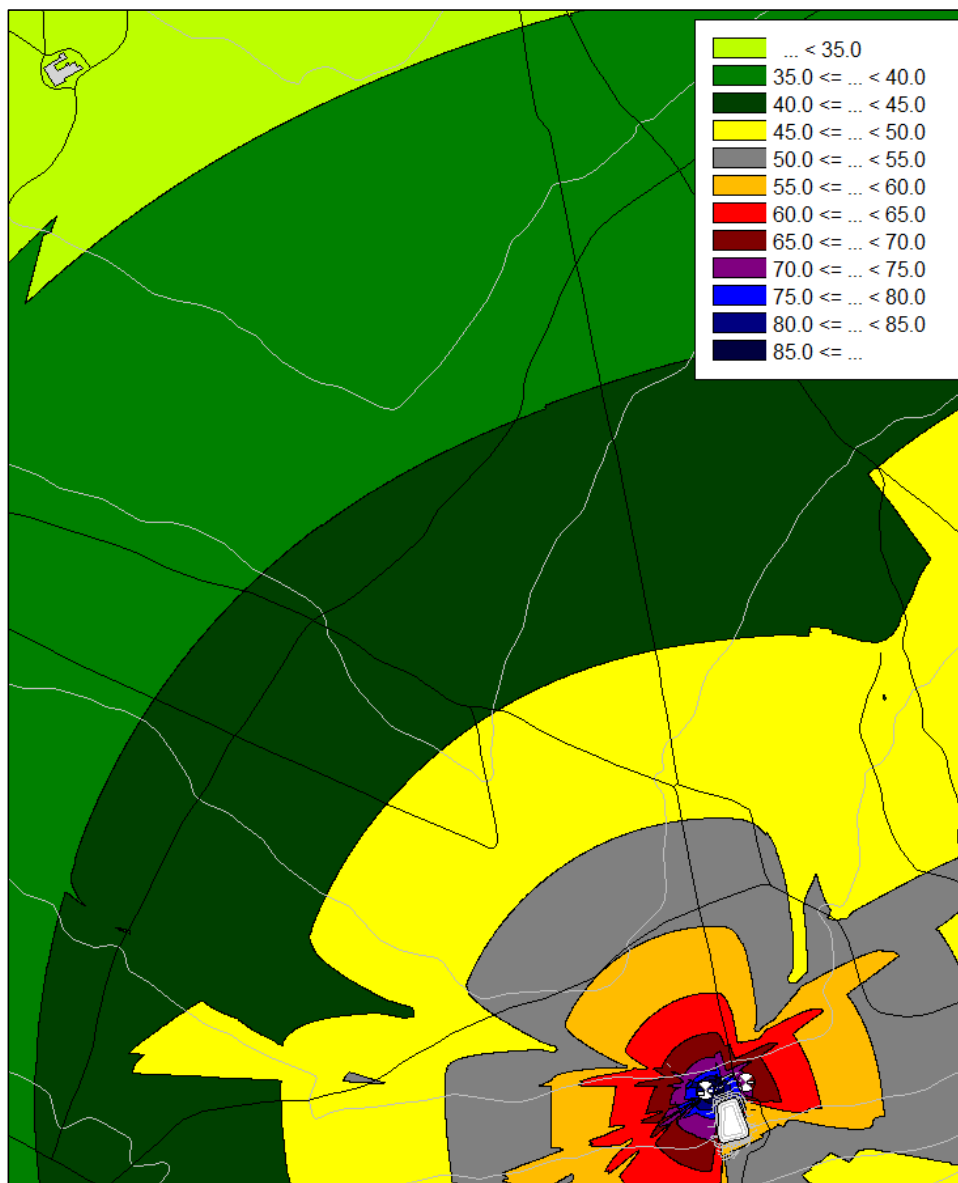 ... < 35.0
35.0 <= ... < 40.0
40.0 <= ... < 45.0
45.0 <= ... < 50.0
50.0 <= ... < 55.0
55.0 <= ... < 60.0
60.0 <= ... < 65.0
65.0 <= ... < 70.0
70.0 <= ... < 75.0
75.0 <= ... < 80.0
80.0 <= ... < 85.0
85.0 <= ...